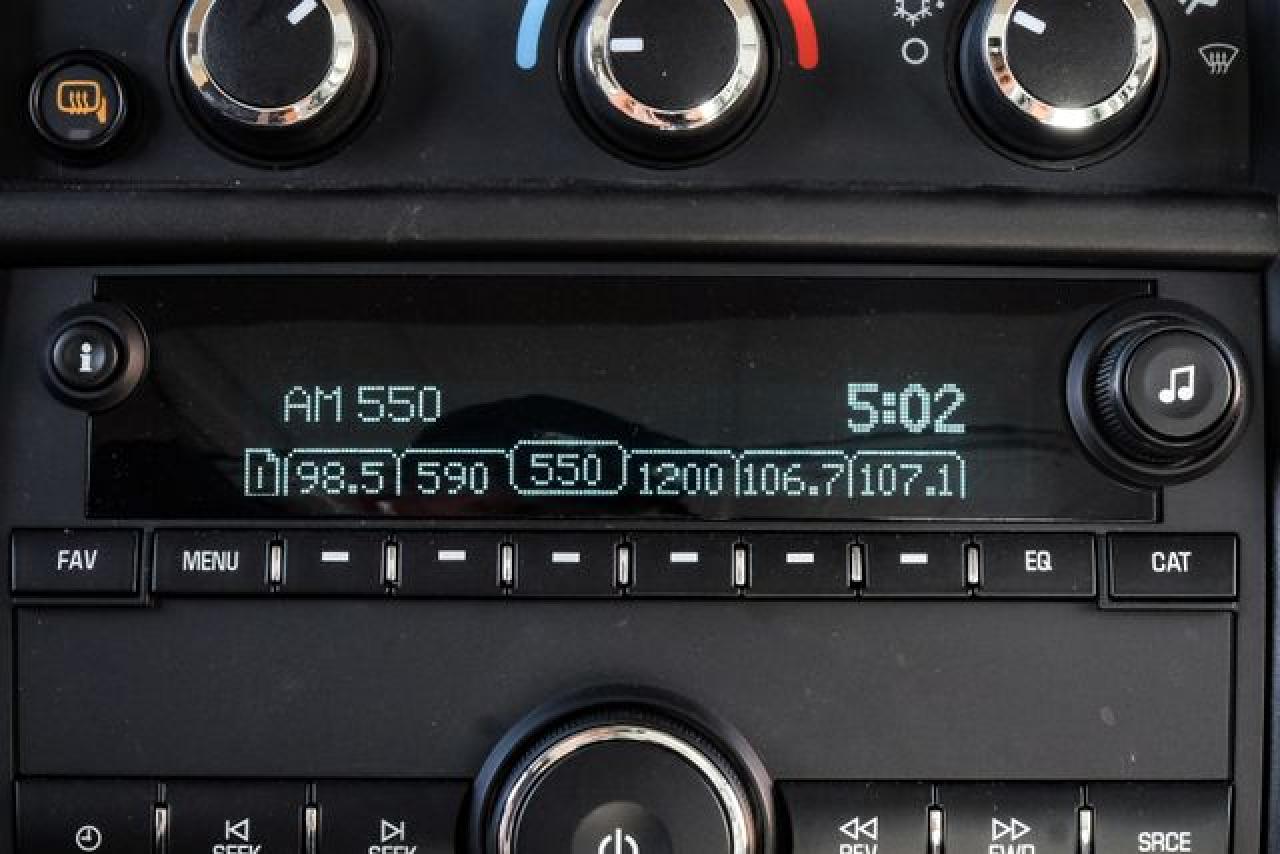 i
AM 550 5:02
1 98.5 590 550 1200 106.7 107.1
FAV MENU EQ CAT
SEEK SEEK REV FWD SRCE